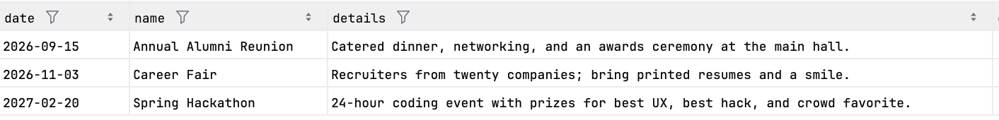 date name details
2026-09-15 Annual Alumni Reunion Catered dinner, networking, and an awards ceremony at the main hall.
2026-11-03 Career Fair Recruiters from twenty companies; bring printed resumes and a smile.
2027-02-20 Spring Hackathon 24-hour coding event with prizes for best UX, best hack, and crowd favorite.